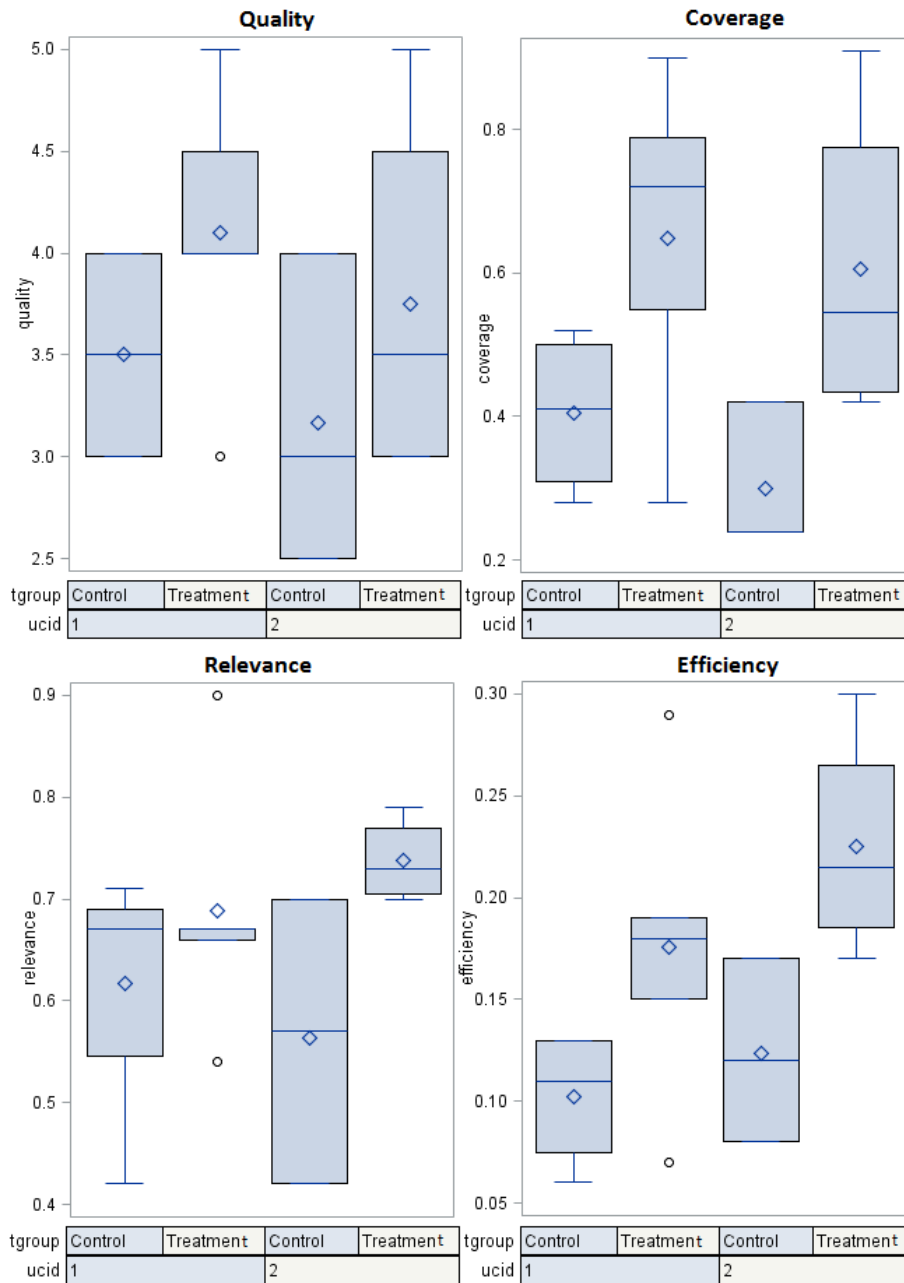 Quality
Coverage
5.0
4.5
4.0
3.5
3.0
2.5
quality
0.8
0.6
0.4
0.2
coverage
tgroup Control Treatment Control Treatment
ucid 1 2
tgroup Control Treatment Control Treatment
ucid 1 2
Relevance
Efficiency
0.9
0.8
0.7
0.6
0.5
0.4
relevance
0.30
0.25
0.20
0.15
0.10
0.05
efficiency
tgroup Control Treatment Control Treatment
ucid 1 2
tgroup Control Treatment Control Treatment
ucid 1 2